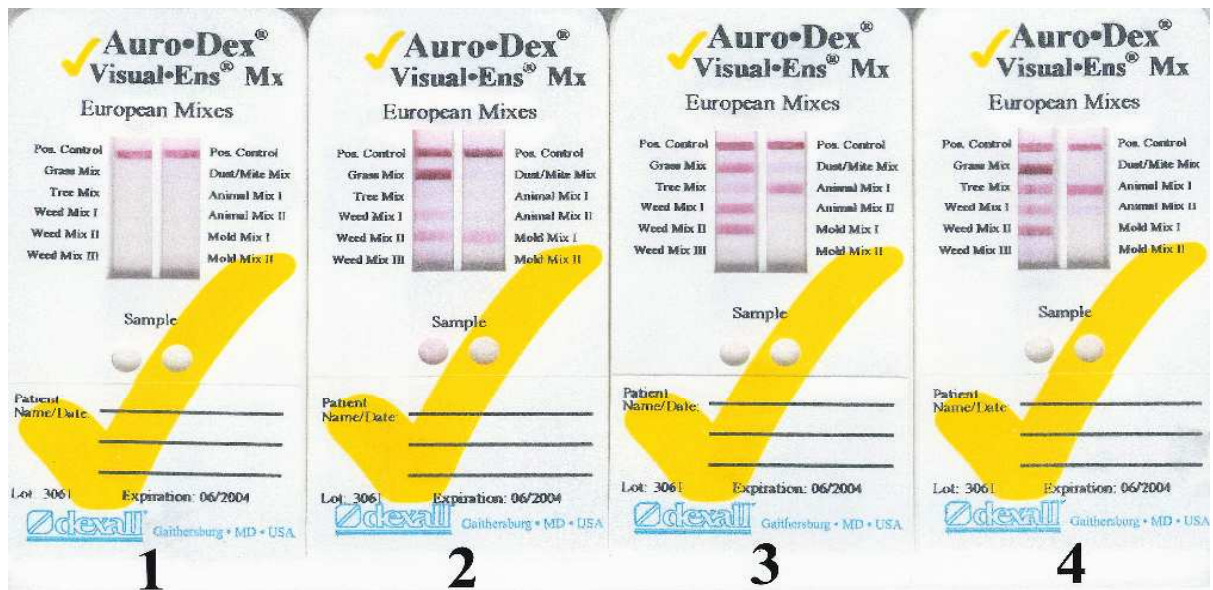 Auro•Dex®
Visual•Ens® Mx
European Mixes
Pos. Control
Grass Mix
Tree Mix
Weed Mix I
Weed Mix II
Weed Mix III
Pos. Control
Dust/Mite Mix
Animal Mix I
Animal Mix II
Mold Mix I
Mold Mix II
Sample
Patient
Name/Date:
Lot: 3061 Expiration: 06/2004
dexall
Gaithersburg • MD • USA
1
Auro•Dex®
Visual•Ens® Mx
European Mixes
Pos. Control
Grass Mix
Tree Mix
Weed Mix I
Weed Mix II
Weed Mix III
Pos. Control
Dust/Mite Mix
Animal Mix I
Animal Mix II
Mold Mix I
Mold Mix II
Sample
Patient
Name/Date:
Lot: 3061 Expiration: 06/2004
dexall
Gaithersburg • MD • USA
2
Auro•Dex®
Visual•Ens® Mx
European Mixes
Pos. Control
Grass Mix
Tree Mix
Weed Mix I
Weed Mix II
Weed Mix III
Pos. Control
Dust/Mite Mix
Animal Mix I
Animal Mix II
Mold Mix I
Mold Mix II
Sample
Patient
Name/Date:
Lot: 3061 Expiration: 06/2004
dexall
Gaithersburg • MD • USA
3
Auro•Dex®
Visual•Ens® Mx
European Mixes
Pos. Control
Grass Mix
Tree Mix
Weed Mix I
Weed Mix II
Weed Mix III
Pos. Control
Dust/Mite Mix
Animal Mix I
Animal Mix II
Mold Mix I
Mold Mix II
Sample
Patient
Name/Date
Lot: 3061 Expiration: 06/2004
dexall
Gaithersburg • MD • USA
4